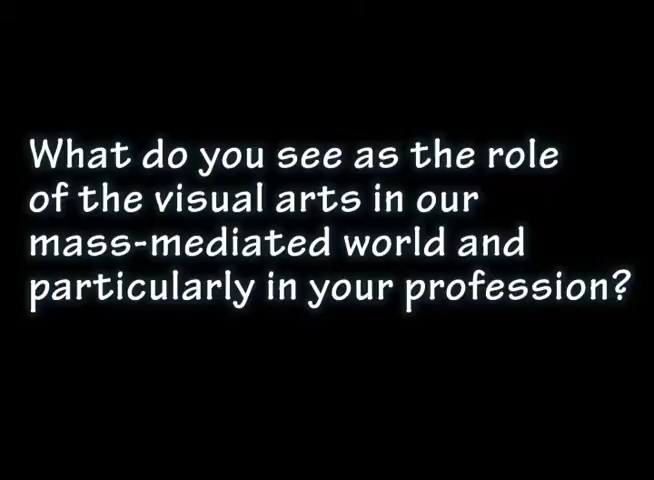 What do you see as the role
of the visual arts in our
mass-mediated world and
particularly in your profession?